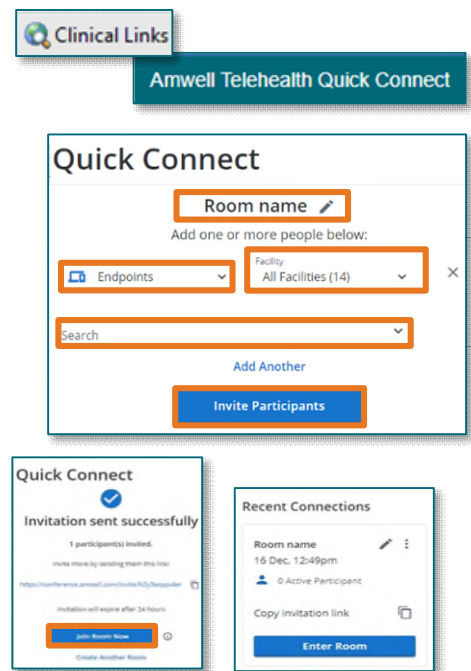 Clinical Links
Amwell Telehealth Quick Connect
Quick Connect
Room name
Add one or more people below:
Endpoints
Facility
All Facilities (14)
Search
Add Another
Invite Participants
Quick Connect
Invitation sent successfully
1 participant(s) invited.
Invite more by sending them this link:
Invitation will expire after 24 hours
Join Room Now
Create Another Room
Recent Connections
Room name
16 Dec, 12:49pm
0 Active Participant
Copy invitation link
Enter Room